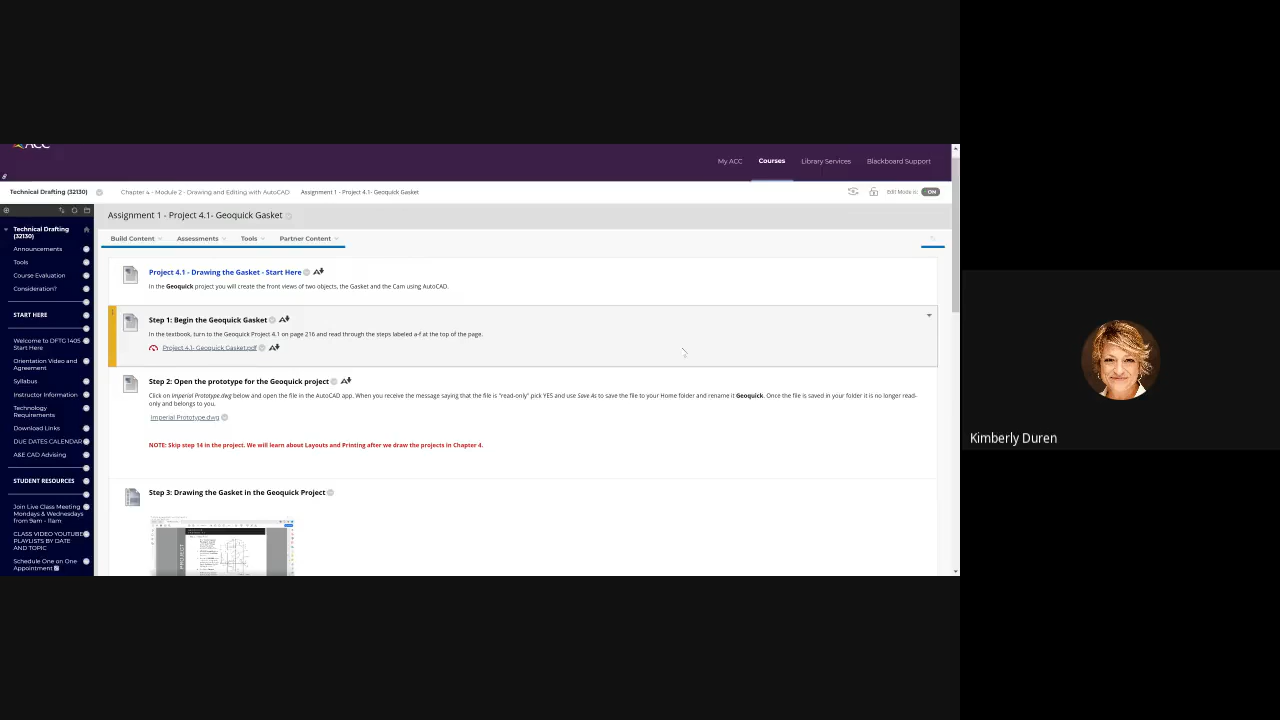 ACC
My ACC Courses Library Services Blackboard Support
Technical Drafting (32130) Chapter 4 - Module 2 - Drawing and Editing with AutoCAD Assignment 1 - Project 4.1- Geoquick Gasket Edit Mode is: ON
Assignment 1 - Project 4.1- Geoquick Gasket
Build Content Assessments Tools Partner Content
Technical Drafting
(32130)
Announcements
Tools
Course Evaluation
Consideration?
START HERE
Welcome to DFTG 1405
Start Here
Orientation Video and
Agreement
Syllabus
Instructor Information
Technology
Requirements
Download Links
DUE DATES CALENDAR
A&E CAD Advising
STUDENT RESOURCES
Join Live Class Meeting
Mondays & Wednesdays
from 9am - 11am
CLASS VIDEO YOUTUBE
PLAYLISTS BY DATE
AND TOPIC
Schedule One on One
Appointment
Project 4.1 - Drawing the Gasket - Start Here
In the Geoquick project you will create the front views of two objects, the Gasket and the Cam using AutoCAD.
Step 1: Begin the Geoquick Gasket
In the textbook, turn to the Geoquick Project 4.1 on page 216 and read through the steps labeled a-f at the top of the page.
Project 4.1- Geoquick Gasket.pdf
Step 2: Open the prototype for the Geoquick project
Click on Imperial Prototype.dwg below and open the file in the AutoCAD app. When you receive the message saying that the file is "read-only" pick YES and use Save As to save the file to your Home folder and rename it Geoquick. Once the file is saved in your folder it is no longer read-
only and belongs to you.
Imperial Prototype.dwg
NOTE: Skip step 14 in the project. We will learn about Layouts and Printing after we draw the projects in Chapter 4.
Step 3: Drawing the Gasket in the Geoquick Project
PROJECT
Kimberly Duren